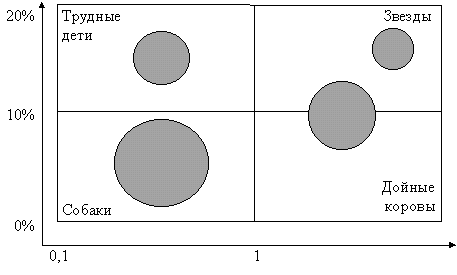 20%
Трудные
дети
Звезды
10%
Дойные
коровы
Собаки
0%
0,1
1